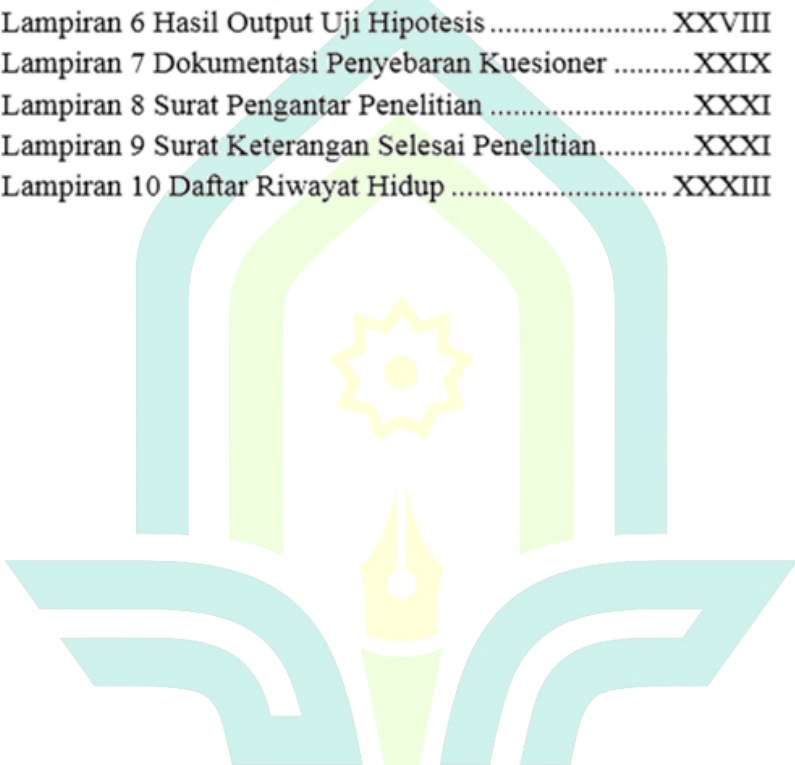 Lampiran 6 Hasil Output Uji Hipotesis ....................... XXVIII
Lampiran 7 Dokumentasi Penyebaran Kuesioner .......... XXIX
Lampiran 8 Surat Pengantar Penelitian ......................... XXXI
Lampiran 9 Surat Keterangan Selesai Penelitian............ XXXI
Lampiran 10 Daftar Riwayat Hidup ............................ XXXIII